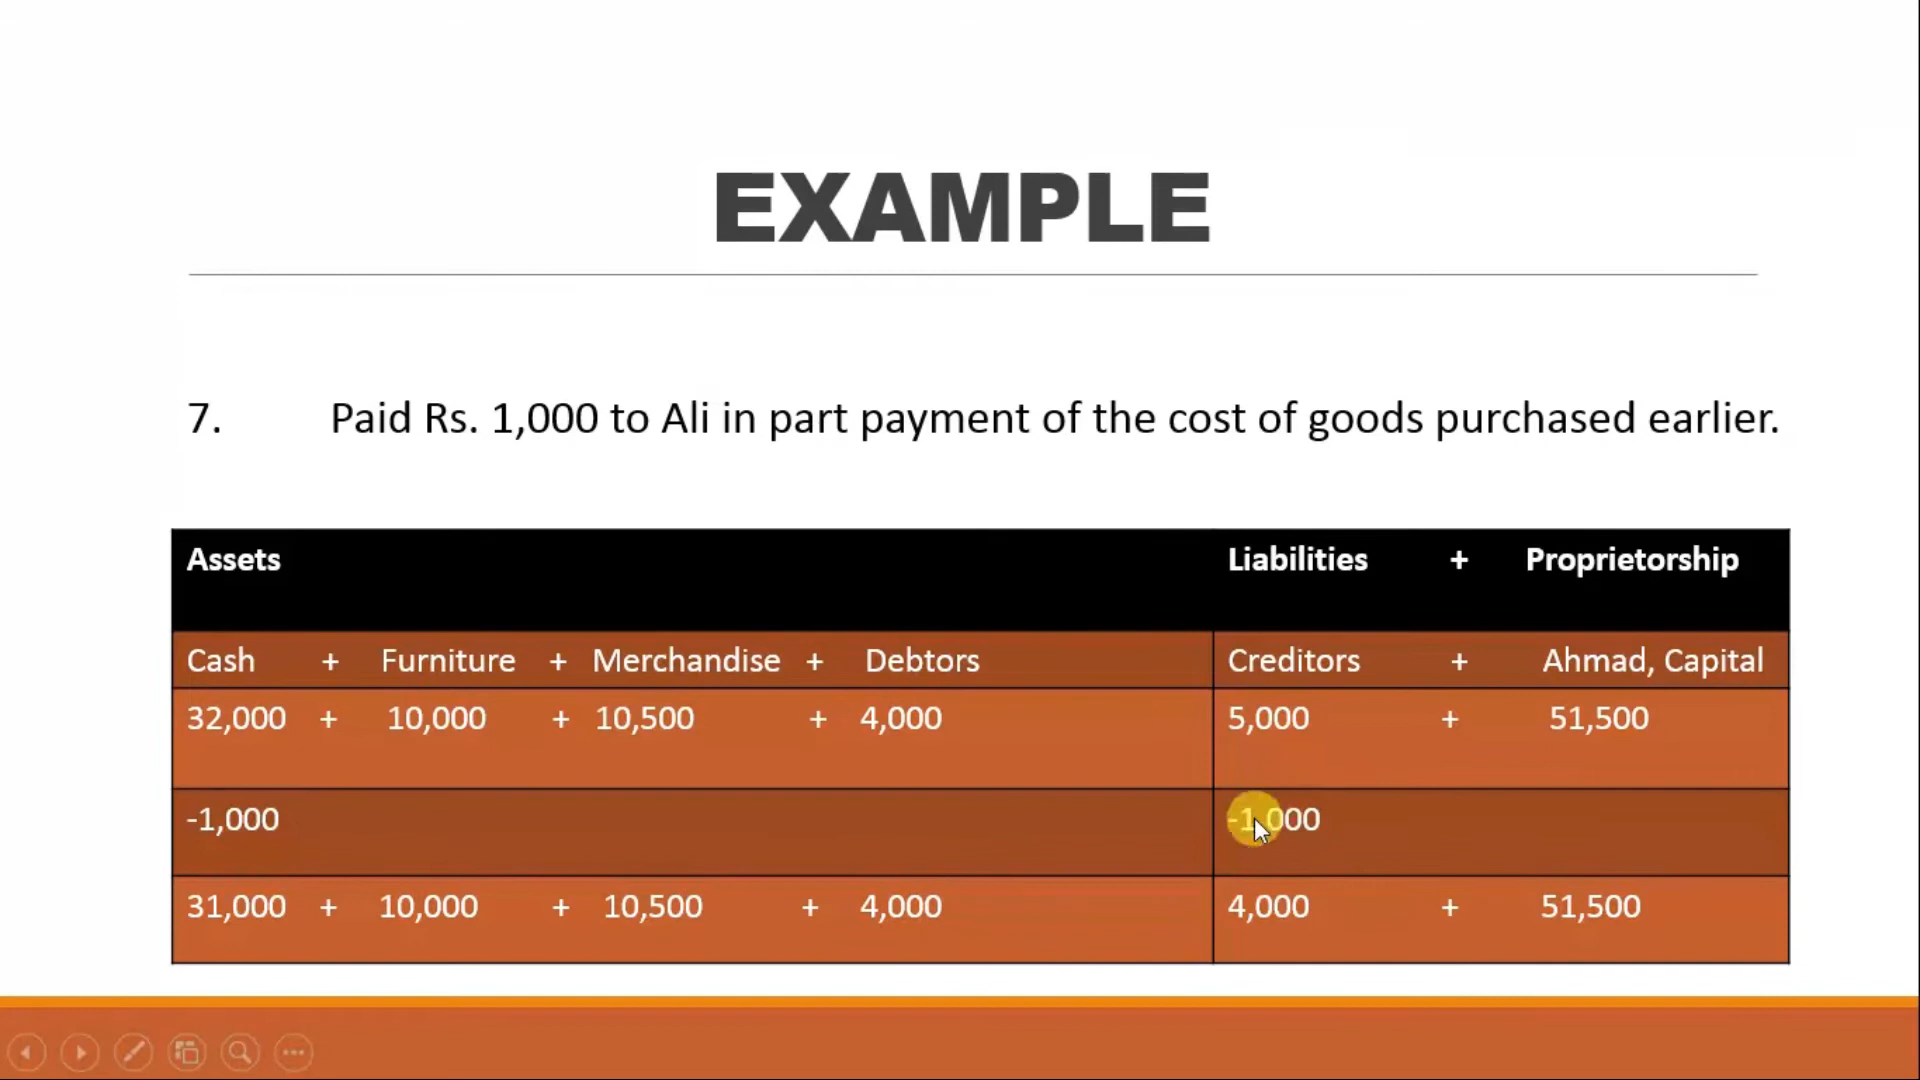 EXAMPLE
7. Paid Rs. 1,000 to Ali in part payment of the cost of goods purchased earlier.
Assets Liabilities + Proprietorship
Cash + Furniture + Merchandise + Debtors Creditors + Ahmad, Capital
32,000 + 10,000 + 10,500 + 4,000 5,000 + 51,500
-1,000 -1,000
31,000 + 10,000 + 10,500 + 4,000 4,000 + 51,500